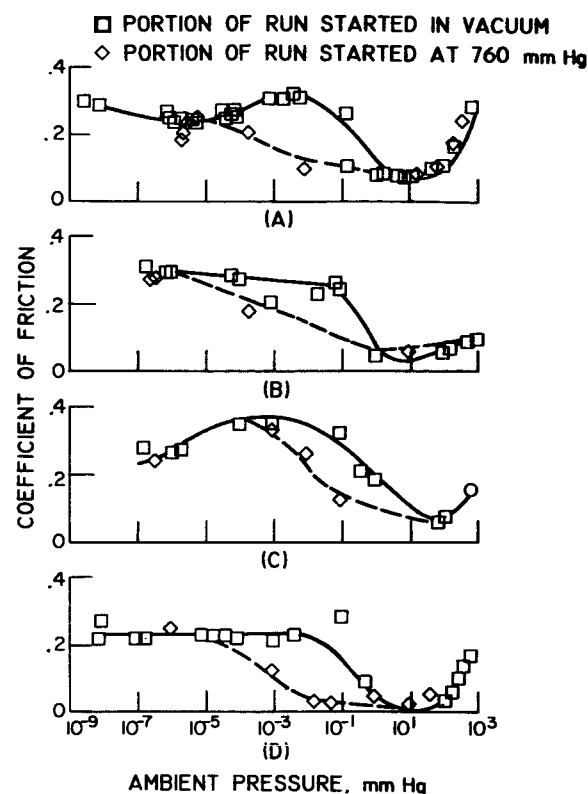 □ PORTION OF RUN STARTED IN VACUUM
◇ PORTION OF RUN STARTED AT 760 mm Hg
.4
.2
0
(A)
.4
.2
0
(B)
.4
.2
0
(C)
.4
.2
0
10⁻⁹ 10⁻⁷ 10⁻⁵ 10⁻³ 10⁻¹ 10¹ 10³
(D)
COEFFICIENT OF FRICTION
AMBIENT PRESSURE, mm Hg